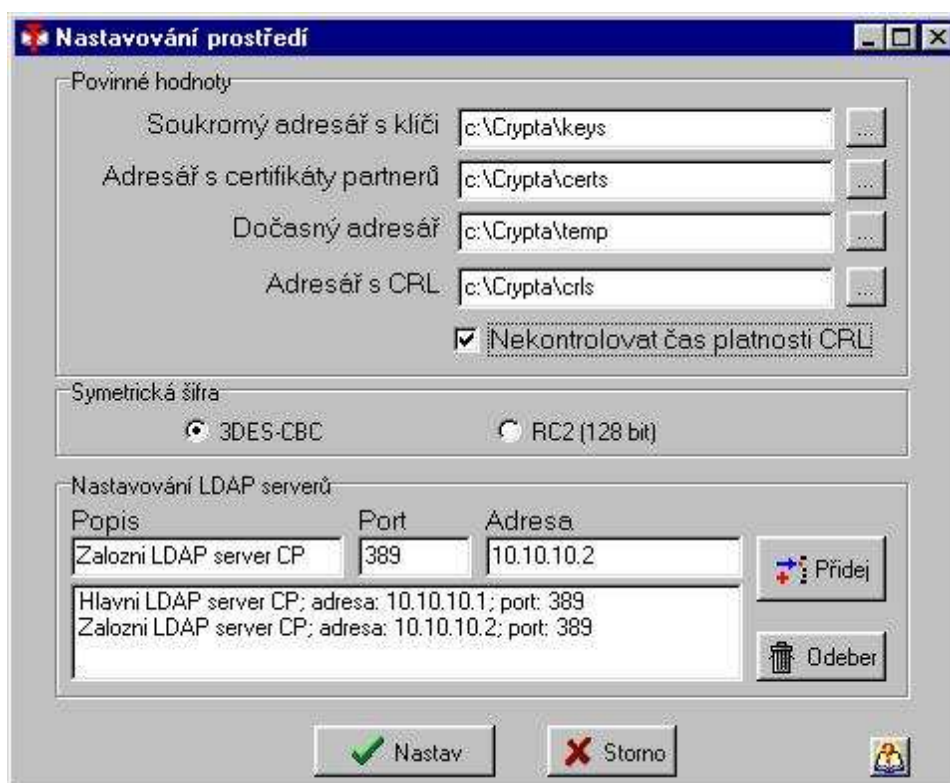 Nastavování prostředí
Povinné hodnoty
Soukromý adresář s klíči c:\Crypta\keys ...
Adresář s certifikáty partnerů c:\Crypta\certs ...
Dočasný adresář c:\Crypta\temp ...
Adresář s CRL c:\Crypta\crls ...
Nekontrolovat čas platnosti CRL
Symetrická šifra
3DES-CBC RC2 (128 bit)
Nastavování LDAP serverů
Popis Port Adresa
Zalozni LDAP server CP 389 10.10.10.2
Přidej
Hlavni LDAP server CP; adresa: 10.10.10.1; port: 389
Zalozni LDAP server CP; adresa: 10.10.10.2; port: 389
Odeber
Nastav Storno